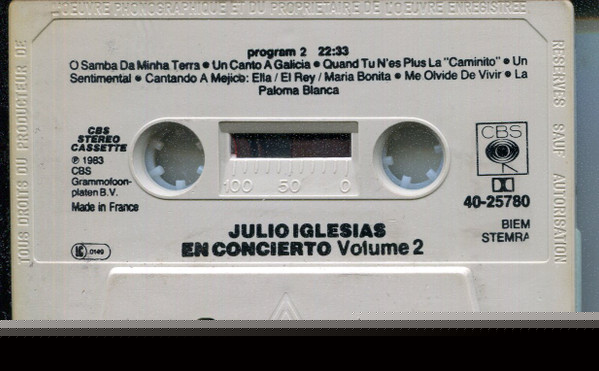 L'OEUVRE PHONOGRAPHIQUE ET DU PROPRIETAIRE DE L'OEUVRE ENREGISTREE
program 2 22:33
O Samba Da Minha Terra • Un Canto A Galicia • Quand Tu N'es Plus La "Caminito" • Un
Sentimental • Cantando A Mejico: Ella / El Rey / Maria Bonita • Me Olvide De Vivir • La
Paloma Blanca
TOUS DROITS DU PRODUCTEUR DE
CBS
STEREO
CASSETTE
℗ 1983
CBS
Grammofoon-
platen B.V.
Made in France
0149
100 50 0
CBS
40-25780
BIEM
STEMRA
RESERVES SAUF AUTORISATION
JULIO IGLESIAS
EN CONCIERTO Volume 2